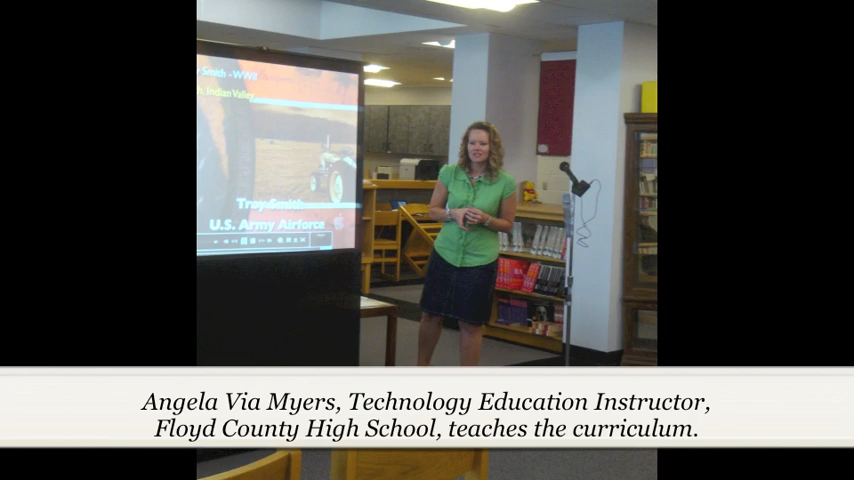 Smith - WWII
Indian Valley
Troy Smith
U.S. Army Airforce
Angela Via Myers, Technology Education Instructor,
Floyd County High School, teaches the curriculum.